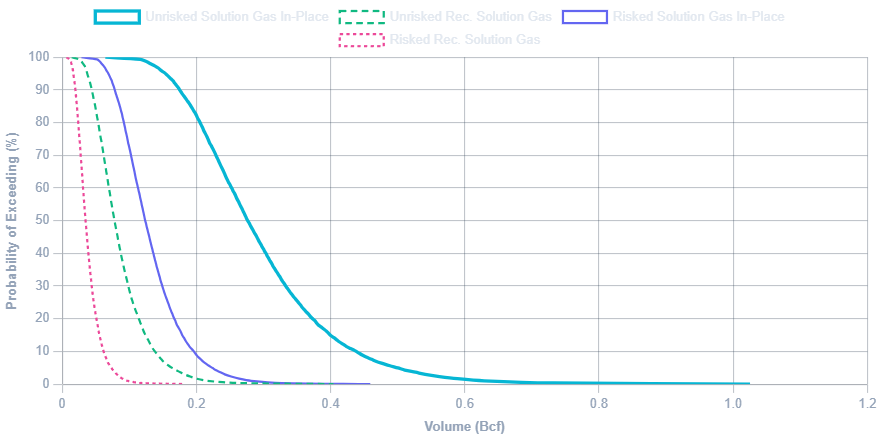 Unrisked Solution Gas In-Place Unrisked Rec. Solution Gas Risked Solution Gas In-Place
Risked Rec. Solution Gas
Probability of Exceeding (%)
100
90
80
70
60
50
40
30
20
10
0
0 0.2 0.4 0.6 0.8 1.0 1.2
Volume (Bcf)